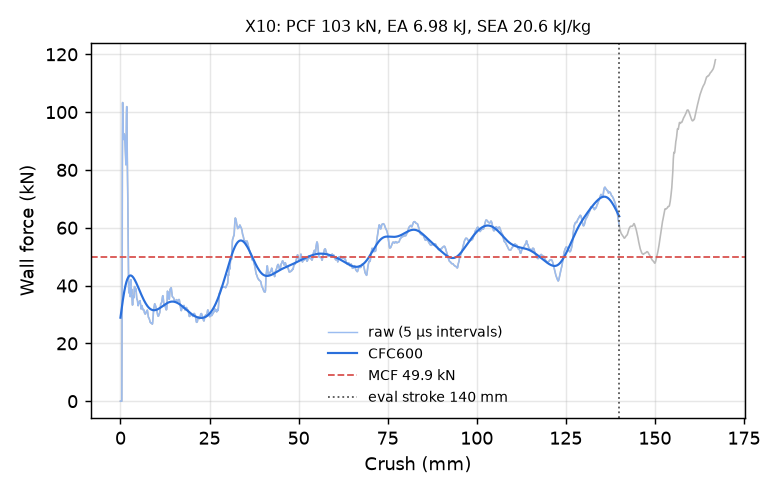 X10: PCF 103 kN, EA 6.98 kJ, SEA 20.6 kJ/kg
Wall force (kN)
120
100
80
60
40
20
0
raw (5 µs intervals)
CFC600
MCF 49.9 kN
eval stroke 140 mm
0 25 50 75 100 125 150 175
Crush (mm)